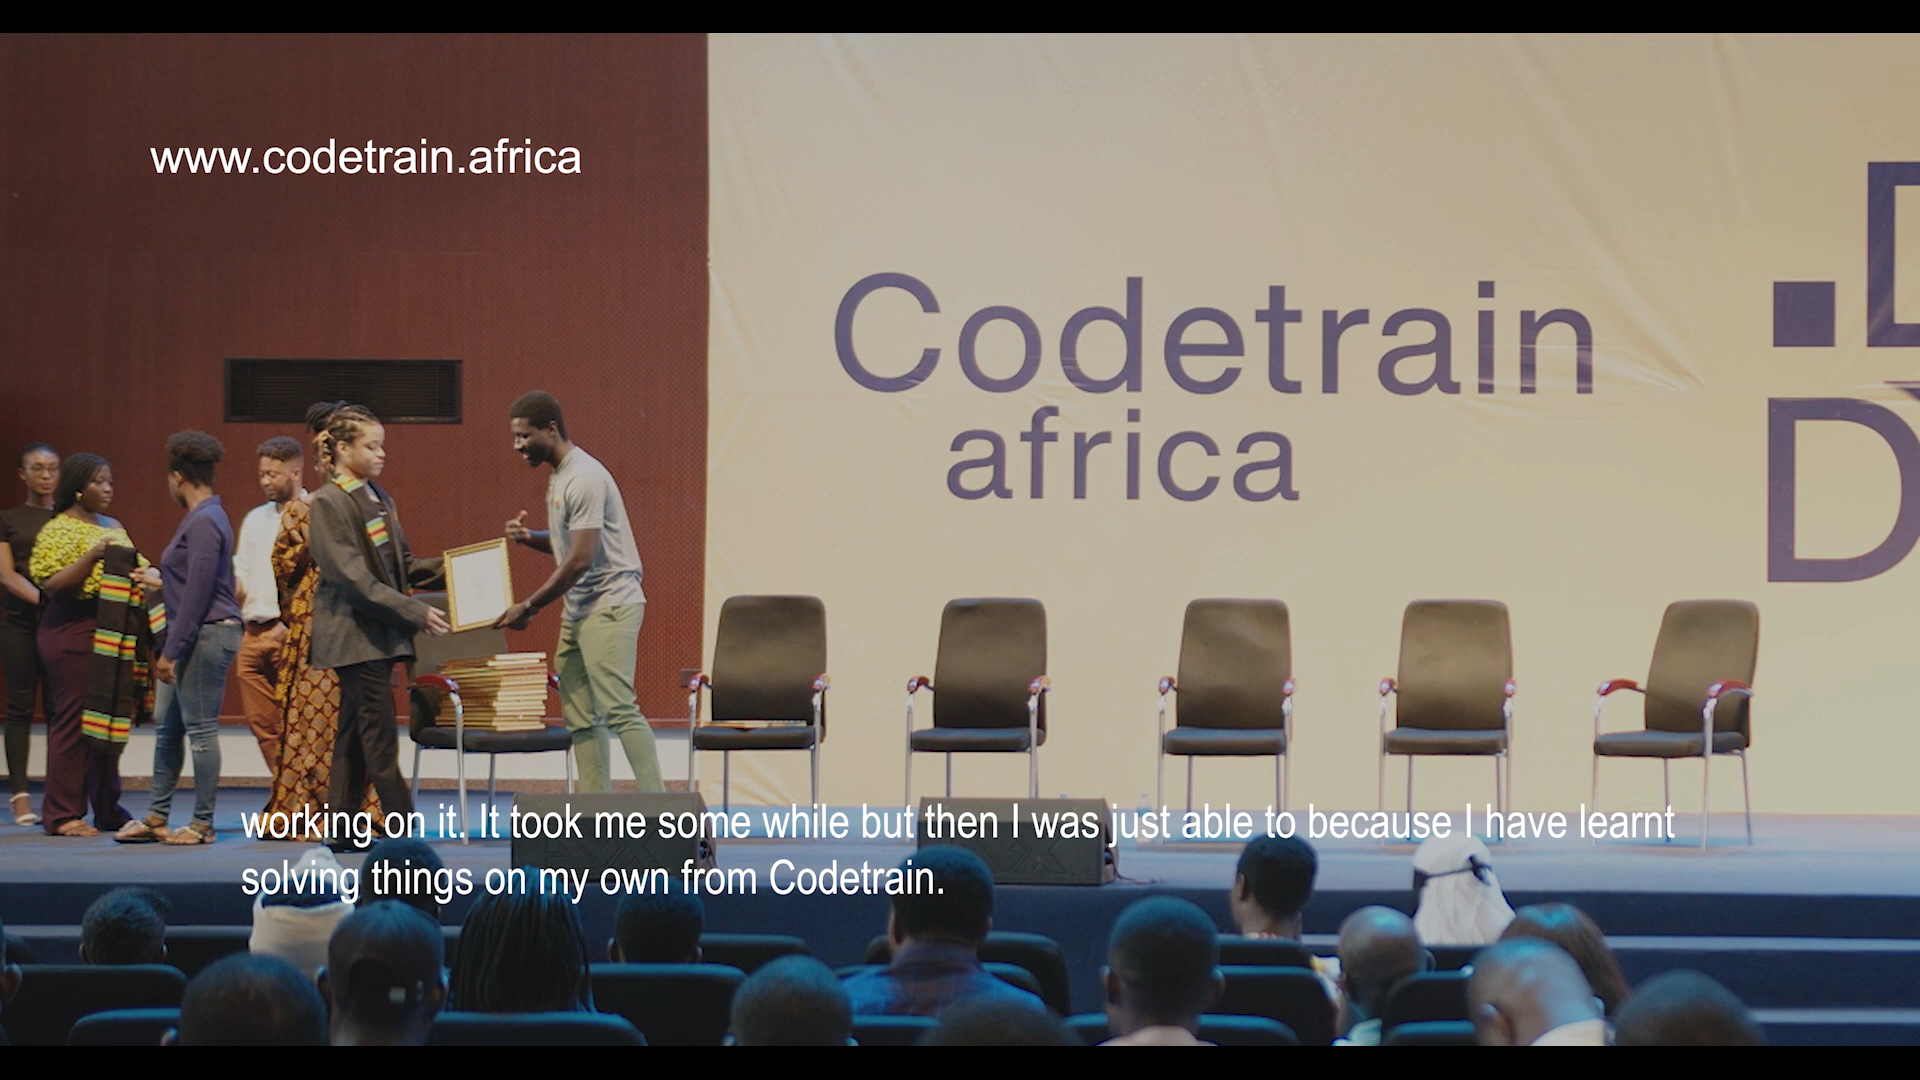 www.codetrain.africa
Codetrain
africa
working on it. It took me some while but then I was just able to because I have learnt
solving things on my own from Codetrain.